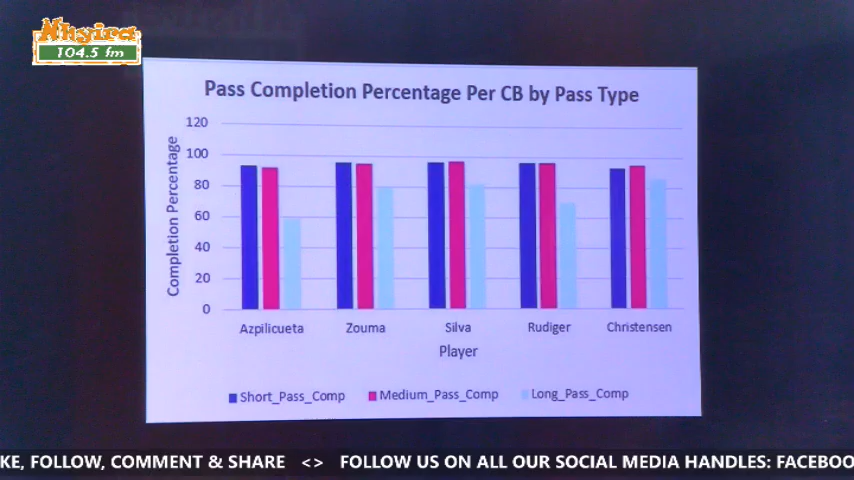 Nhyira
104.5 fm
Pass Completion Percentage Per CB by Pass Type
Completion Percentage
120
100
80
60
40
20
0
Azpilicueta Zouma Silva Rudiger Christensen
Player
Short_Pass_Comp Medium_Pass_Comp Long_Pass_Comp
KE, FOLLOW, COMMENT & SHARE <> FOLLOW US ON ALL OUR SOCIAL MEDIA HANDLES: FACEBOO